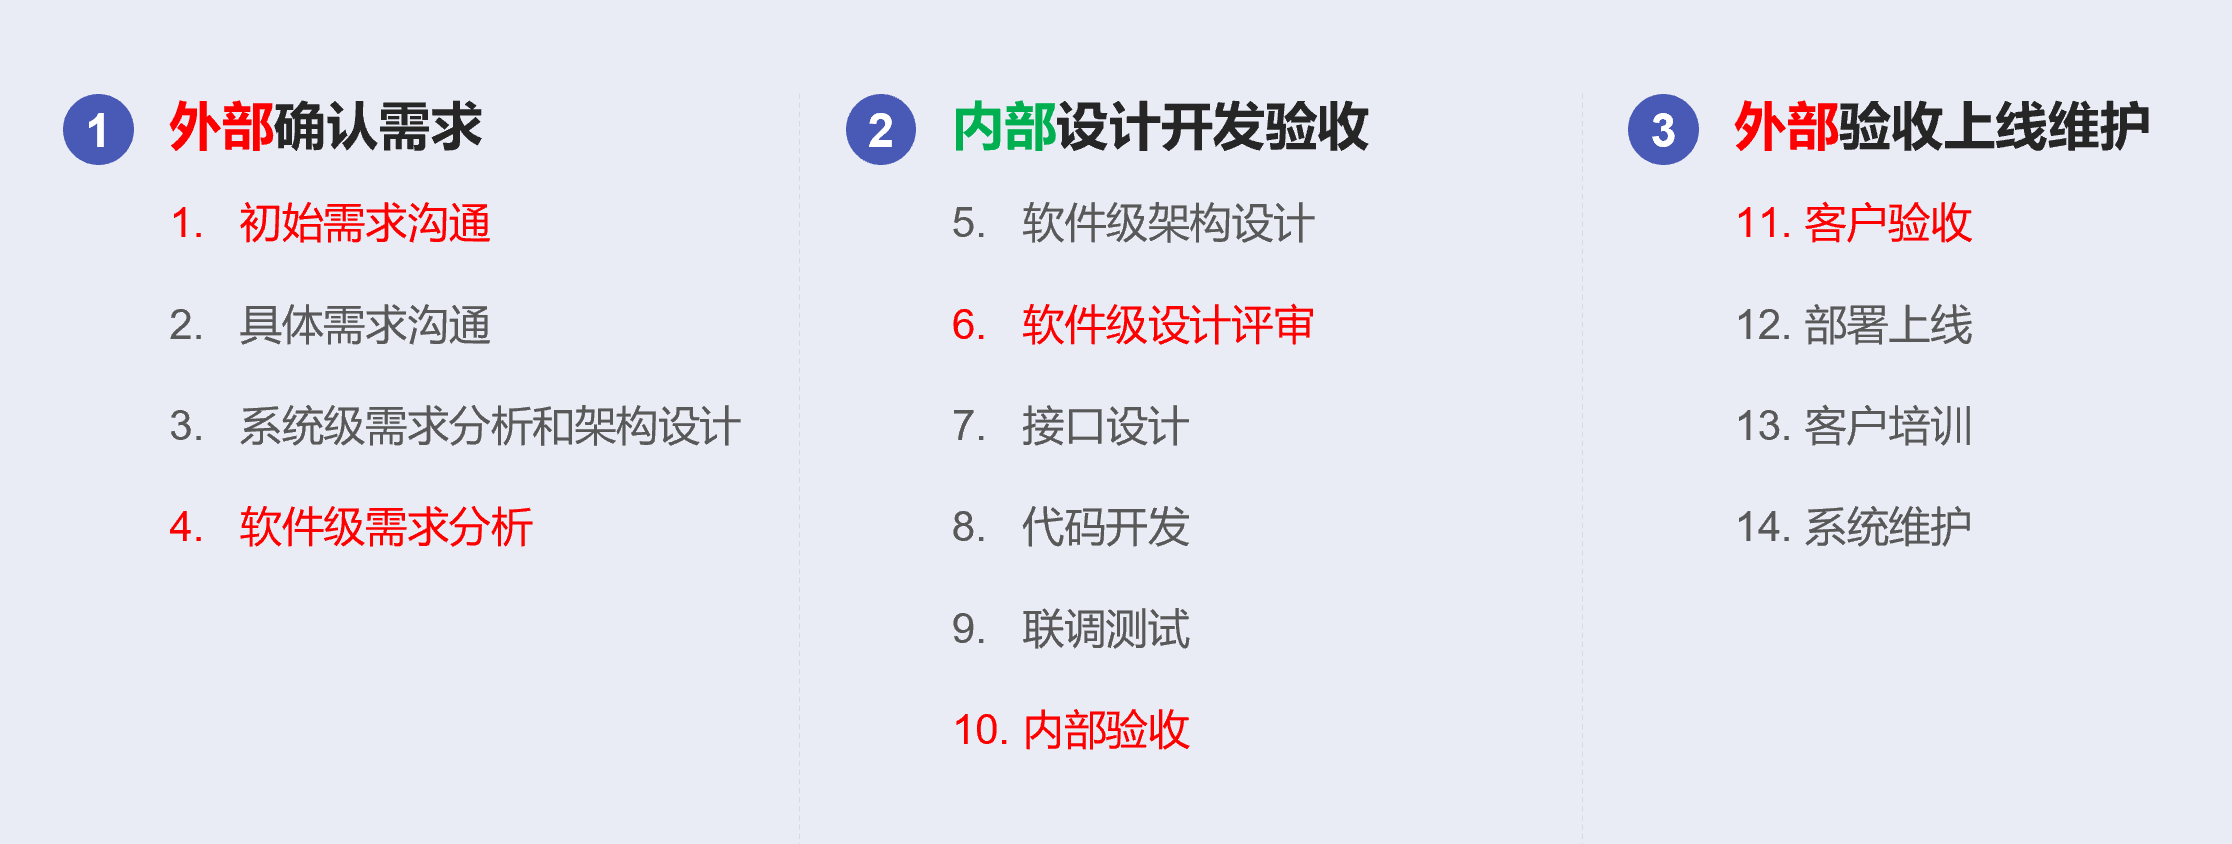 1 外部确认需求
1. 初始需求沟通
2. 具体需求沟通
3. 系统级需求分析和架构设计
4. 软件级需求分析
2 内部设计开发验收
5. 软件级架构设计
6. 软件级设计评审
7. 接口设计
8. 代码开发
9. 联调测试
10. 内部验收
3 外部验收上线维护
11. 客户验收
12. 部署上线
13. 客户培训
14. 系统维护